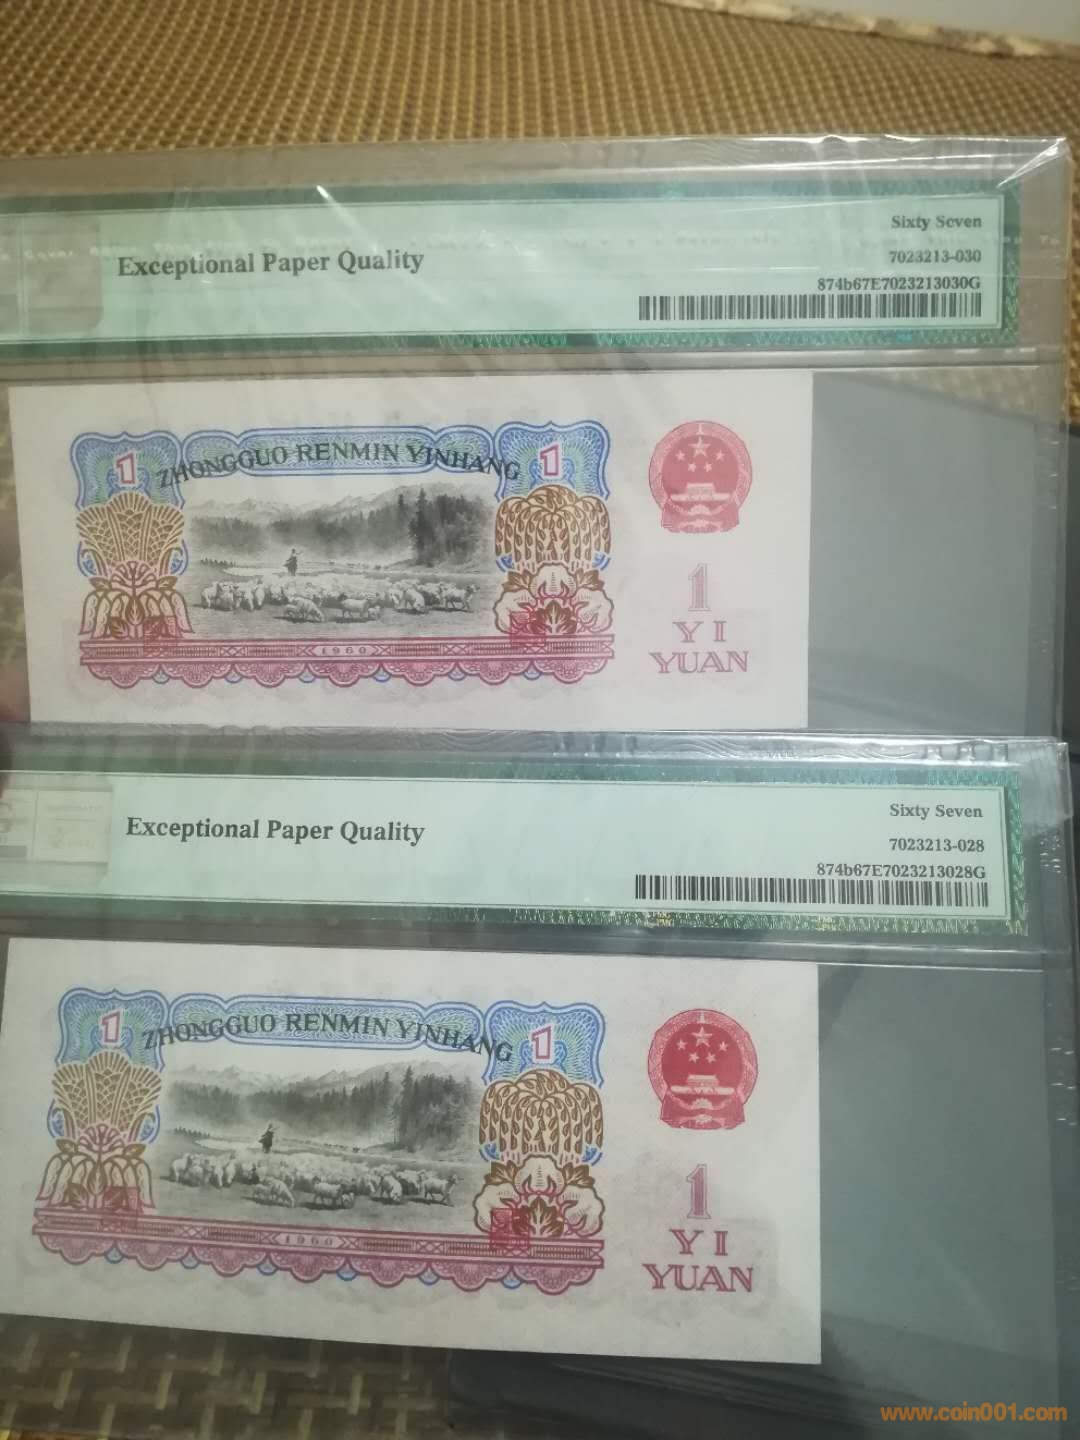 Sixty Seven
Exceptional Paper Quality
7023213-030
874b67E7023213030G
1 ZHONGGUO RENMIN YINHANG 1
1
YI
YUAN
1960
Sixty Seven
Exceptional Paper Quality
7023213-028
874b67E7023213028G
1 ZHONGGUO RENMIN YINHANG 1
1
YI
YUAN
1960
www.coin001.com